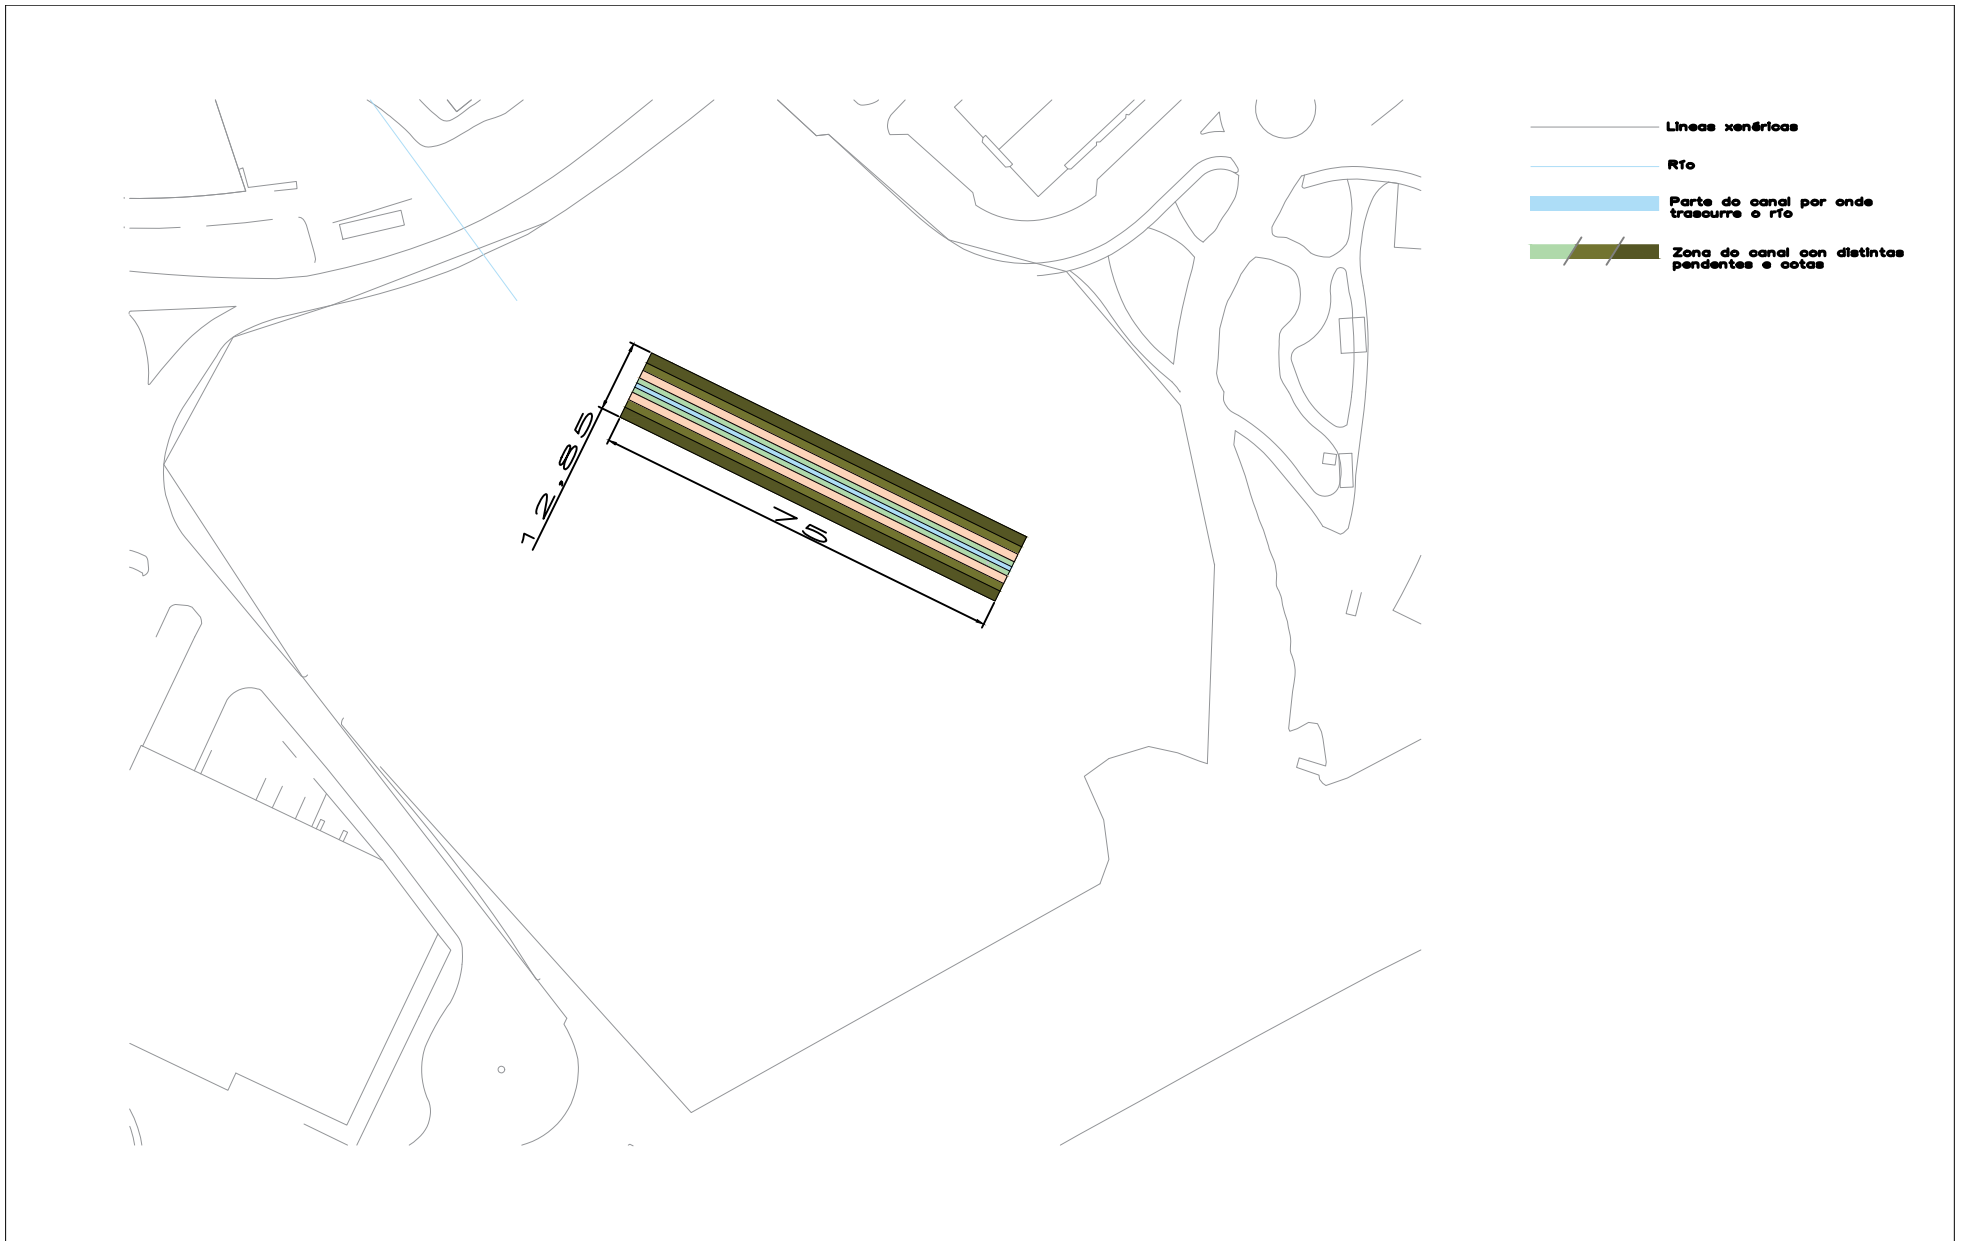 Lineas xenéricas
Río
Parte do canal por onde
trascurre o río
Zona do canal con distintas
pendentes e cotas
12.85
75